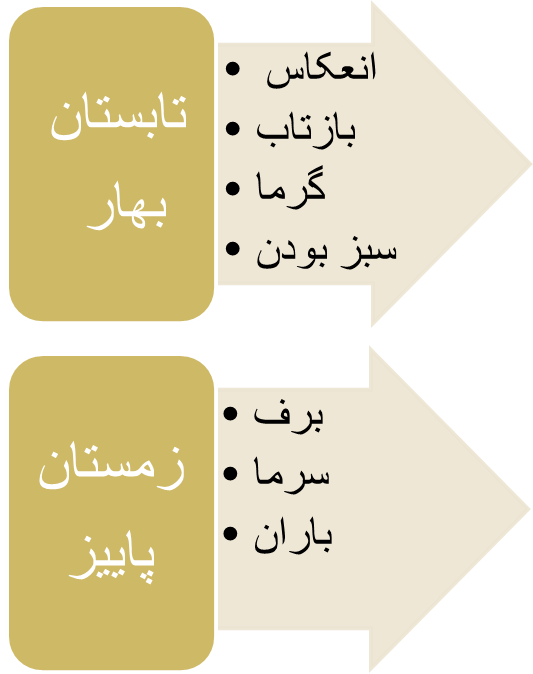 تابستان
بهار
• انعکاس
• بازتاب
• گرما
• سبز بودن
زمستان
پاییز
• برف
• سرما
• باران